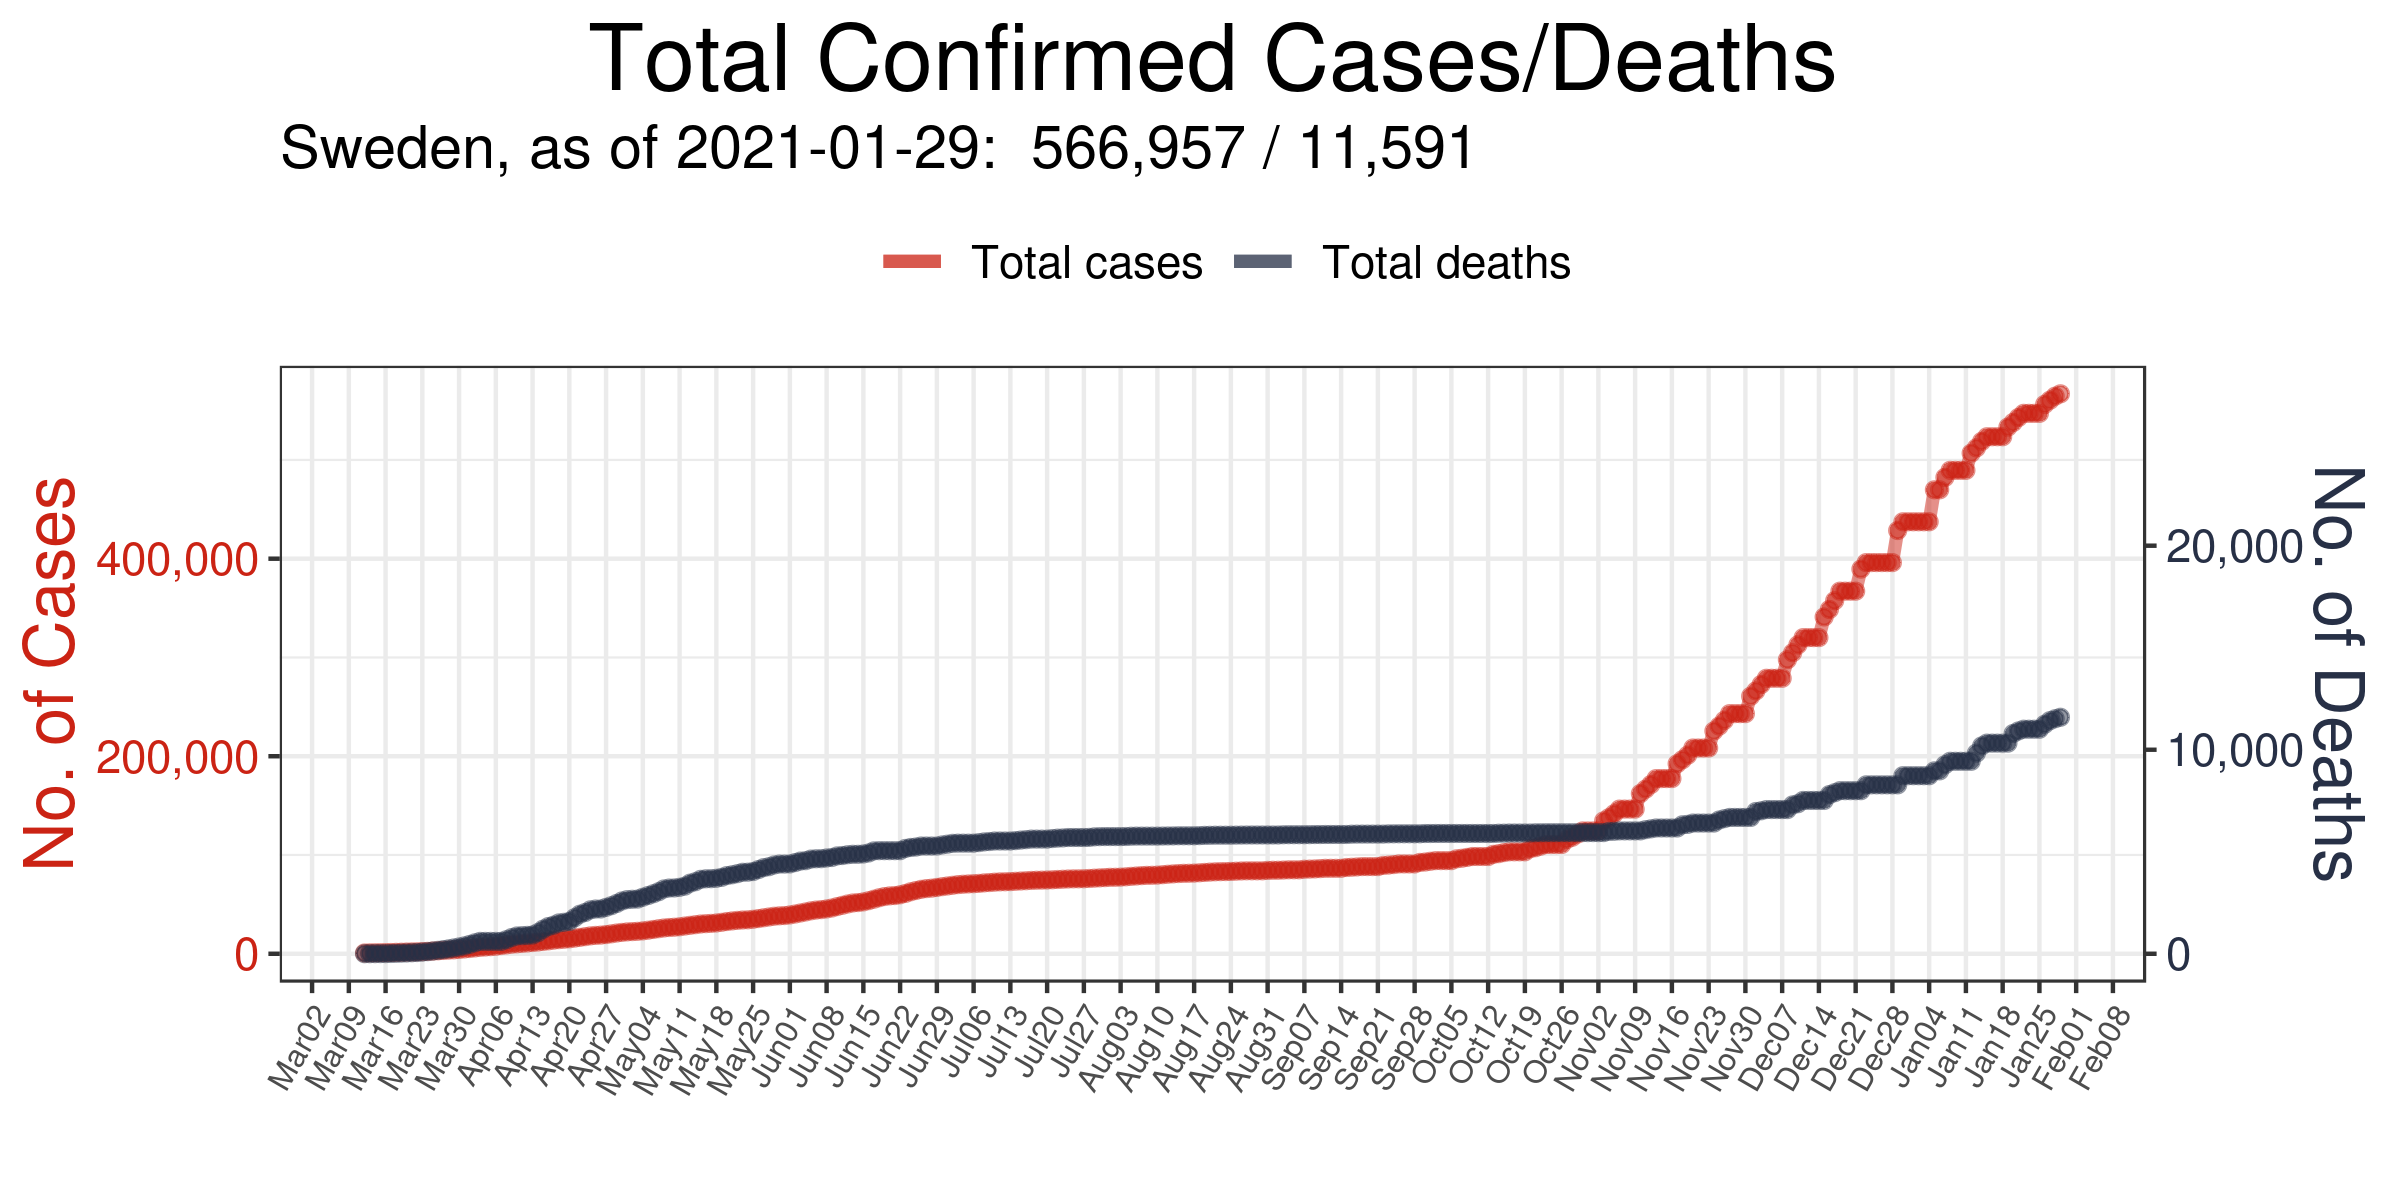 Total Confirmed Cases/Deaths
Sweden, as of 2021-01-29:  566,957 / 11,591
Total cases
Total deaths
No. of Cases
400,000
200,000
0
20,000
10,000
0
No. of Deaths
Mar02
Mar09
Mar16
Mar23
Mar30
Apr06
Apr13
Apr20
Apr27
May04
May11
May18
May25
Jun01
Jun08
Jun15
Jun22
Jun29
Jul06
Jul13
Jul20
Jul27
Aug03
Aug10
Aug17
Aug24
Aug31
Sep07
Sep14
Sep21
Sep28
Oct05
Oct12
Oct19
Oct26
Nov02
Nov09
Nov16
Nov23
Nov30
Dec07
Dec14
Dec21
Dec28
Jan04
Jan11
Jan18
Jan25
Feb01
Feb08